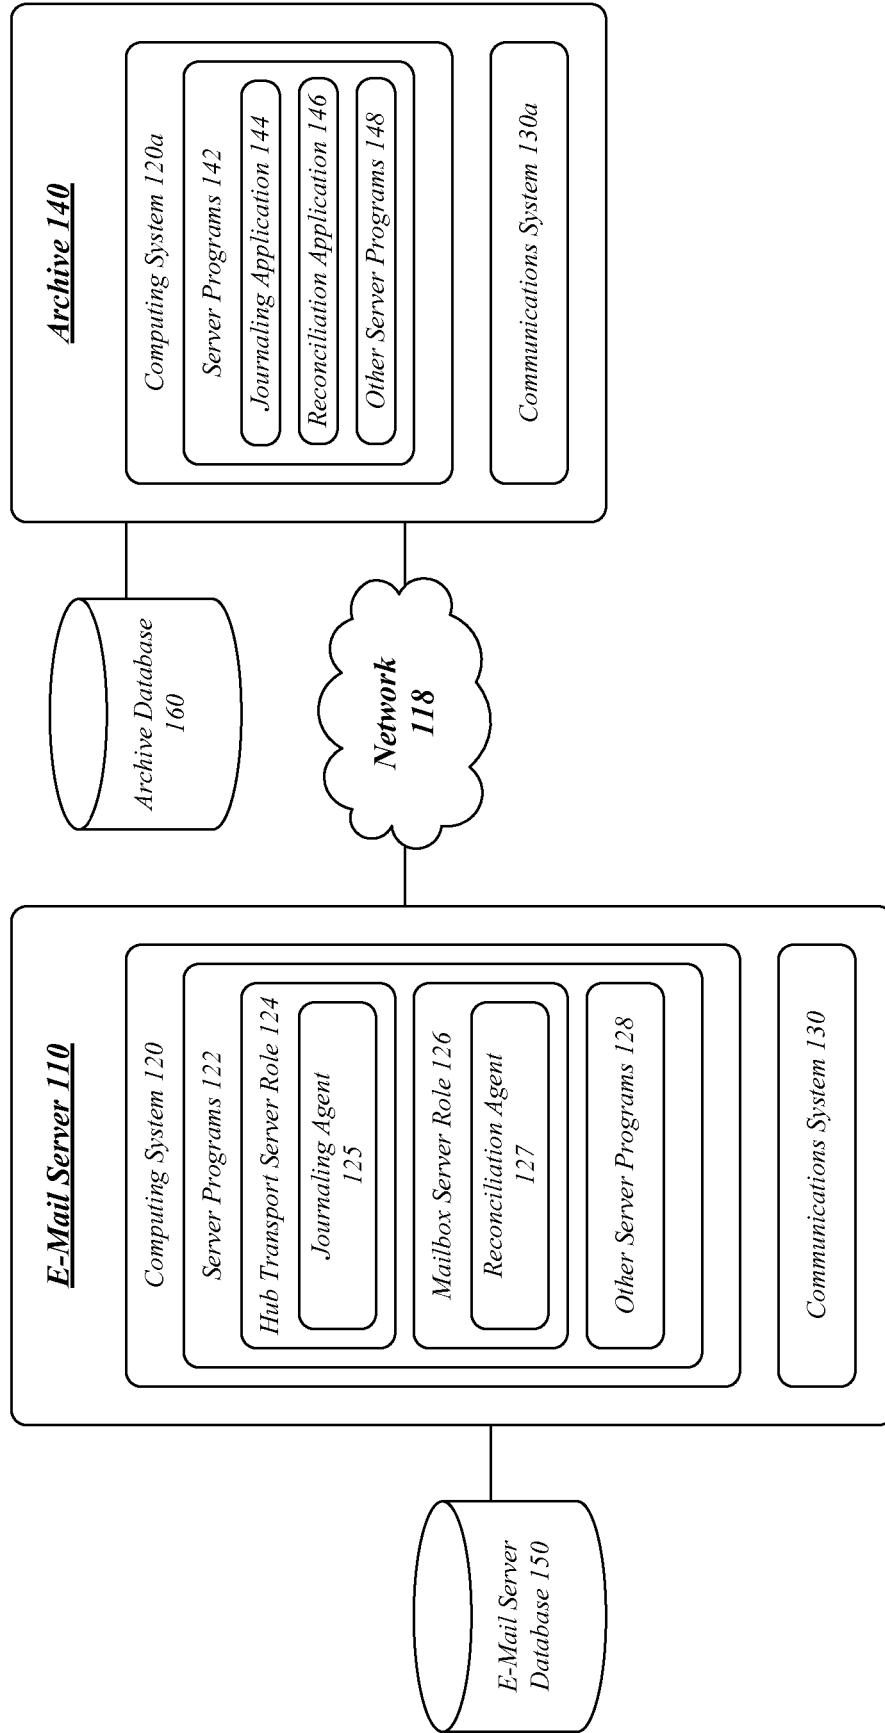 E-Mail Server 110
Computing System 120
Server Programs 122
Hub Transport Server Role 124
Journaling Agent
125
Mailbox Server Role 126
Reconciliation Agent
127
Other Server Programs 128
Communications System 130
E-Mail Server
Database 150
Archive Database
160
Network
118
Archive 140
Computing System 120a
Server Programs 142
Journaling Application 144
Reconciliation Application 146
Other Server Programs 148
Communications System 130a